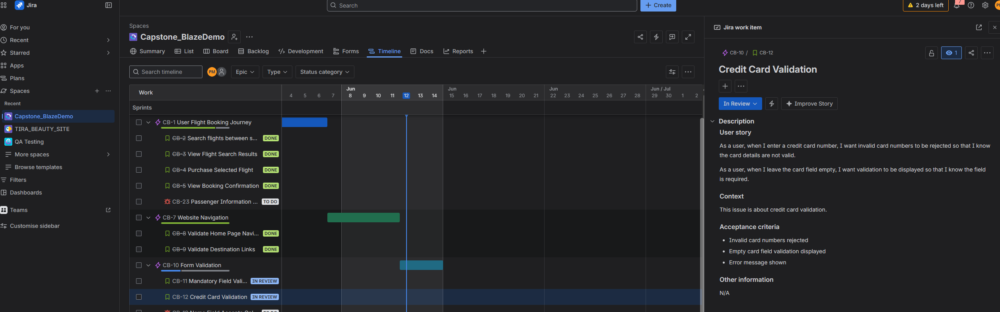 Jira
Search
Create
2 days left
7
For you
Recent
Starred
Apps
Plans
Spaces
Recent
Capstone_BlazeDemo
TIRA_BEAUTY_SITE
QA Testing
More spaces
Browse templates
Filters
Dashboards
Teams
Customise sidebar
Spaces
Capstone_BlazeDemo
Summary List Board Backlog Development Forms Timeline Docs Reports
Search timeline PM Epic Type Status category
Work
Jun Jun Jun Jun / Jul
4 5 6 7 8 9 10 11 12 13 14 15 16 17 18 19 20 21 22 23 24 25 26 27 28 29 30 1 2
Sprints
CB-1 User Flight Booking Journey
CB-2 Search flights between s... DONE
CB-3 View Flight Search Results DONE
CB-4 Purchase Selected Flight DONE
CB-5 View Booking Confirmation DONE
CB-23 Passenger Information ... TO DO
CB-7 Website Navigation
CB-8 Validate Home Page Navi... DONE
CB-9 Validate Destination Links DONE
CB-10 Form Validation
CB-11 Mandatory Field Vali... IN REVIEW
CB-12 Credit Card Validation IN REVIEW
Jira work item
CB-10 / CB-12
1
Credit Card Validation
In Review Improve Story
Description
User story
As a user, when I enter a credit card number, I want invalid card numbers to be rejected so that I know
the card details are not valid.
As a user, when I leave the card field empty, I want validation to be displayed so that I know the field
is required.
Context
This issue is about credit card validation.
Acceptance criteria
• Invalid card numbers rejected
• Empty card field validation displayed
• Error message shown
Other information
N/A